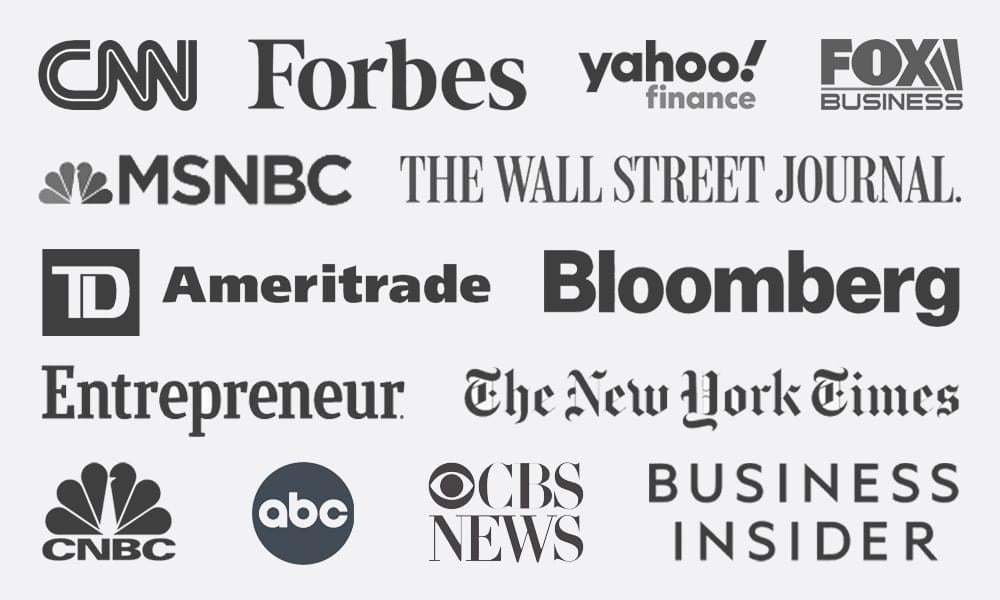 CNN
Forbes
yahoo!
finance
FOX
BUSINESS
MSNBC
THE WALL STREET JOURNAL.
TD Ameritrade
Bloomberg
Entrepreneur.
The New York Times
CNBC
abc
CBS
NEWS
BUSINESS
INSIDER